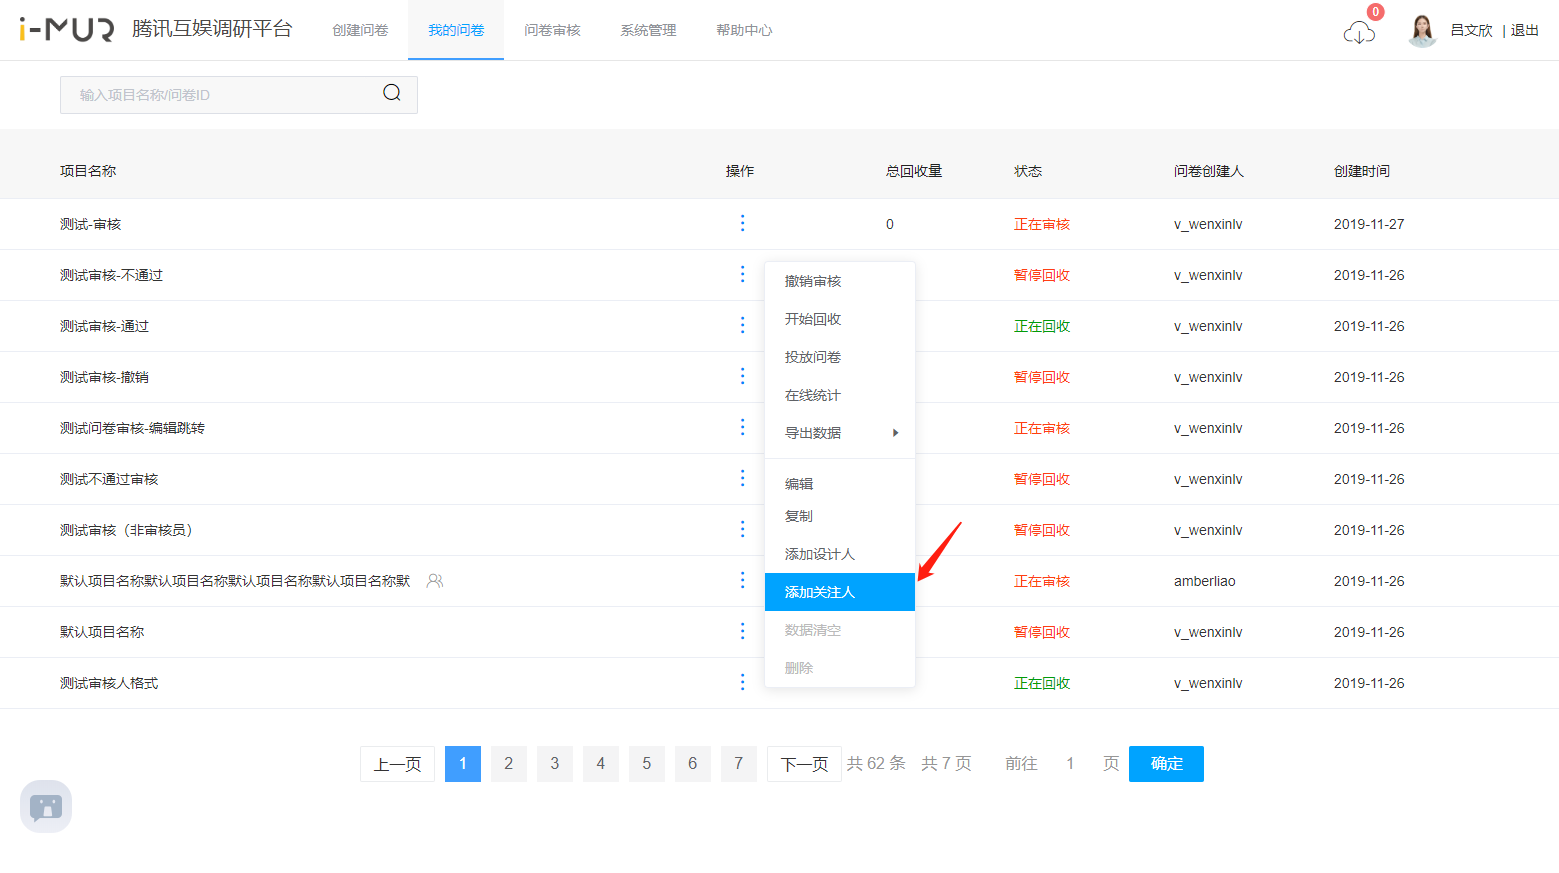 i-MUR 腾讯互娱调研平台 创建问卷 我的问卷 问卷审核 系统管理 帮助中心 0 吕文欣 | 退出
输入项目名称/问卷ID
项目名称 操作 总回收量 状态 问卷创建人 创建时间
测试-审核 0 正在审核 v_wenxinlv 2019-11-27
测试审核-不通过 暂停回收 v_wenxinlv 2019-11-26
测试审核-通过 正在回收 v_wenxinlv 2019-11-26
测试审核-撤销 暂停回收 v_wenxinlv 2019-11-26
测试问卷审核-编辑跳转 正在审核 v_wenxinlv 2019-11-26
测试不通过审核 暂停回收 v_wenxinlv 2019-11-26
测试审核（非审核员） 暂停回收 v_wenxinlv 2019-11-26
默认项目名称默认项目名称默认项目名称默认项目名称默 正在审核 amberliao 2019-11-26
默认项目名称 暂停回收 v_wenxinlv 2019-11-26
测试审核人格式 正在回收 v_wenxinlv 2019-11-26
撤销审核
开始回收
投放问卷
在线统计
导出数据
编辑
复制
添加设计人
添加关注人
数据清空
删除
上一页 1 2 3 4 5 6 7 下一页 共 62 条 共 7 页 前往 1 页 确定